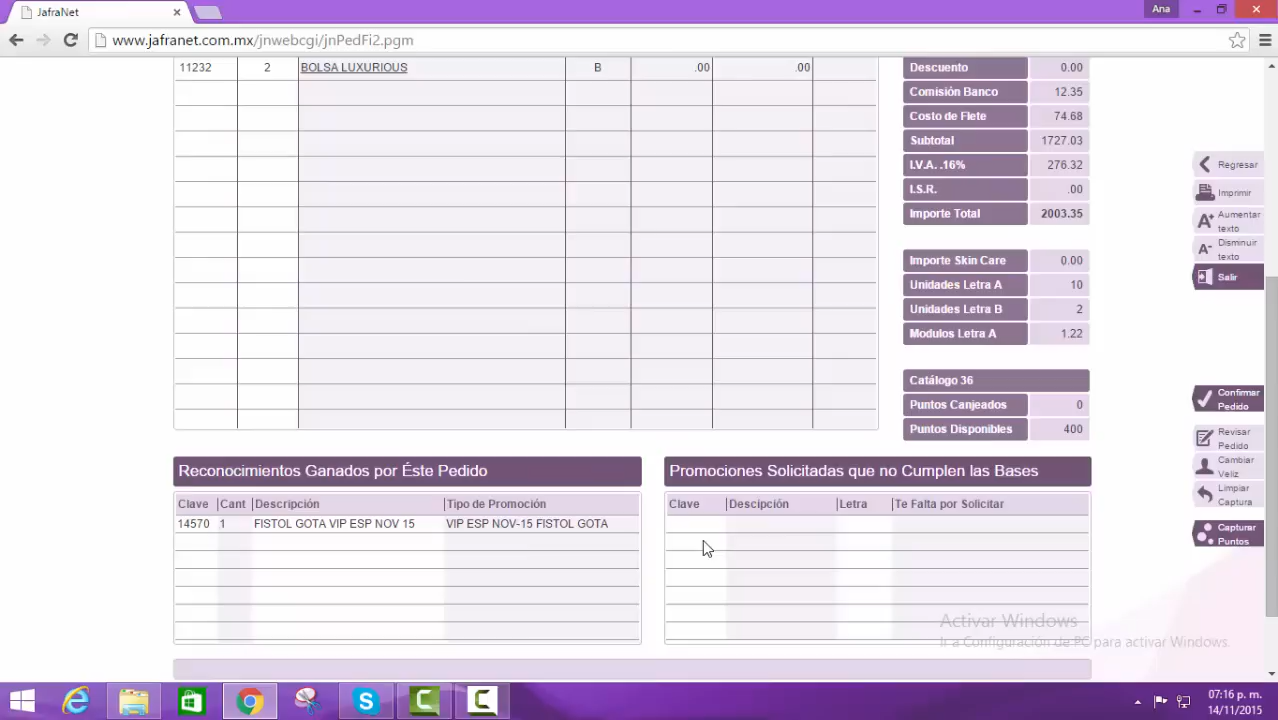 JafraNet
Ana
www.jafranet.com.mx/jnwebcgi/jnPedFi2.pgm
11232 2 BOLSA LUXURIOUS B .00 .00
Descuento 0.00
Comisión Banco 12.35
Costo de Flete 74.68
Subtotal 1727.03
I.V.A. .16% 276.32
I.S.R. .00
Importe Total 2003.35
Importe Skin Care 0.00
Unidades Letra A 10
Unidades Letra B 2
Modulos Letra A 1.22
Catálogo 36
Puntos Canjeados 0
Puntos Disponibles 400
Regresar
Imprimir
A+ Aumentar
texto
A- Disminuir
texto
Salir
Confirmar
Pedido
Revisar
Pedido
Cambiar
Veliz
Limpiar
Captura
Capturar
Puntos
Reconocimientos Ganados por Éste Pedido
Clave Cant Descripción Tipo de Promoción
14570 1 FISTOL GOTA VIP ESP NOV 15 VIP ESP NOV-15 FISTOL GOTA
Promociones Solicitadas que no Cumplen las Bases
Clave Descipción Letra Te Falta por Solicitar
Activar Windows
Ir a Configuración de PC para activar Windows.
07:16 p. m.
14/11/2015